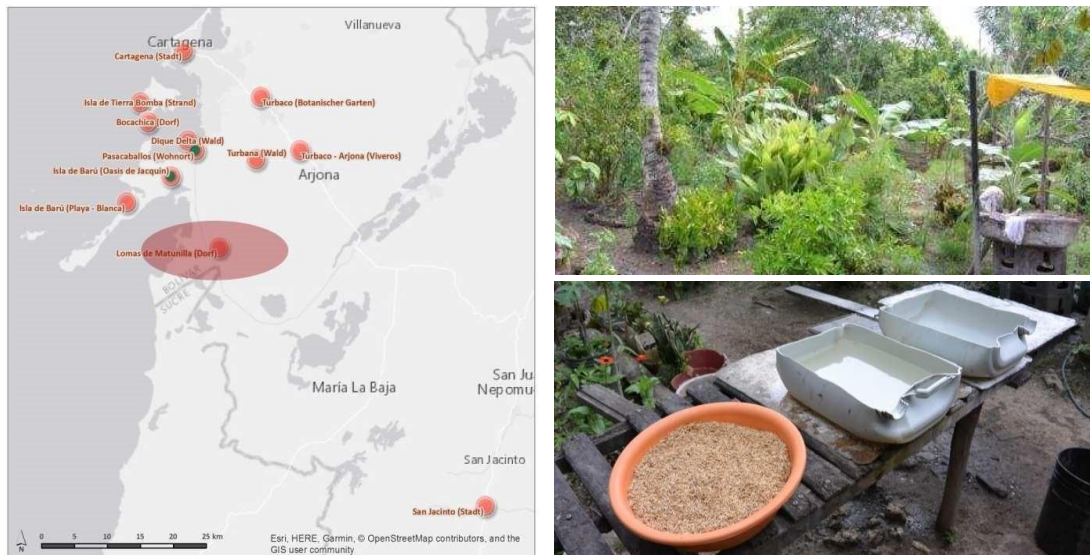 Villanueva
Cartagena
Cartagena (Stadt)
Isla de Tierra Bomba (Strand)
Turbaco (Botanischer Garten)
Bocachica (Dorf)
Dique Delta (Wald)
Pasacaballos (Wohnort)
Turbana (Wald)
Turbaco - Arjona (Viveros)
Isla de Barú (Oasis de Jacquin)
Arjona
Isla de Barú (Playa - Blanca)
Lomas de Matunilla (Dorf)
BOLÍVAR
SUCRE
María La Baja
San Ju
Nepomu
San Jacinto
San Jacinto (Stadt)
N
0 5 10 15 20 25 km
Esri, HERE, Garmin, © OpenStreetMap contributors, and the
GIS user community